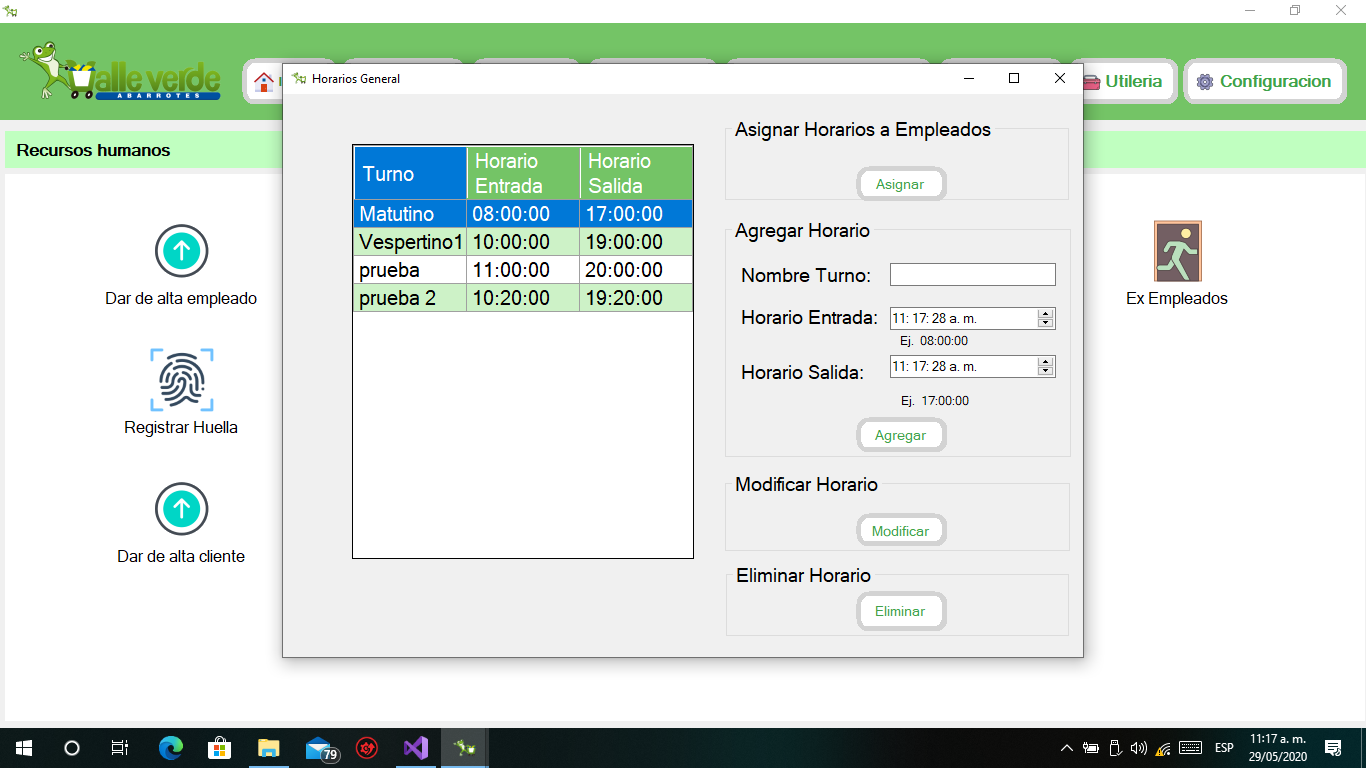 Valle verde
ABARROTES
Utileria
Configuracion
Recursos humanos
Dar de alta empleado
Registrar Huella
Dar de alta cliente
Ex Empleados
Horarios General
Turno
Horario Entrada
Horario Salida
Matutino 08:00:00 17:00:00
Vespertino1 10:00:00 19:00:00
prueba 11:00:00 20:00:00
prueba 2 10:20:00 19:20:00
Asignar Horarios a Empleados
Asignar
Agregar Horario
Nombre Turno:
Horario Entrada: 11: 17: 28 a. m.
Ej. 08:00:00
Horario Salida: 11: 17: 28 a. m.
Ej. 17:00:00
Agregar
Modificar Horario
Modificar
Eliminar Horario
Eliminar
79
ESP
11:17 a. m.
29/05/2020